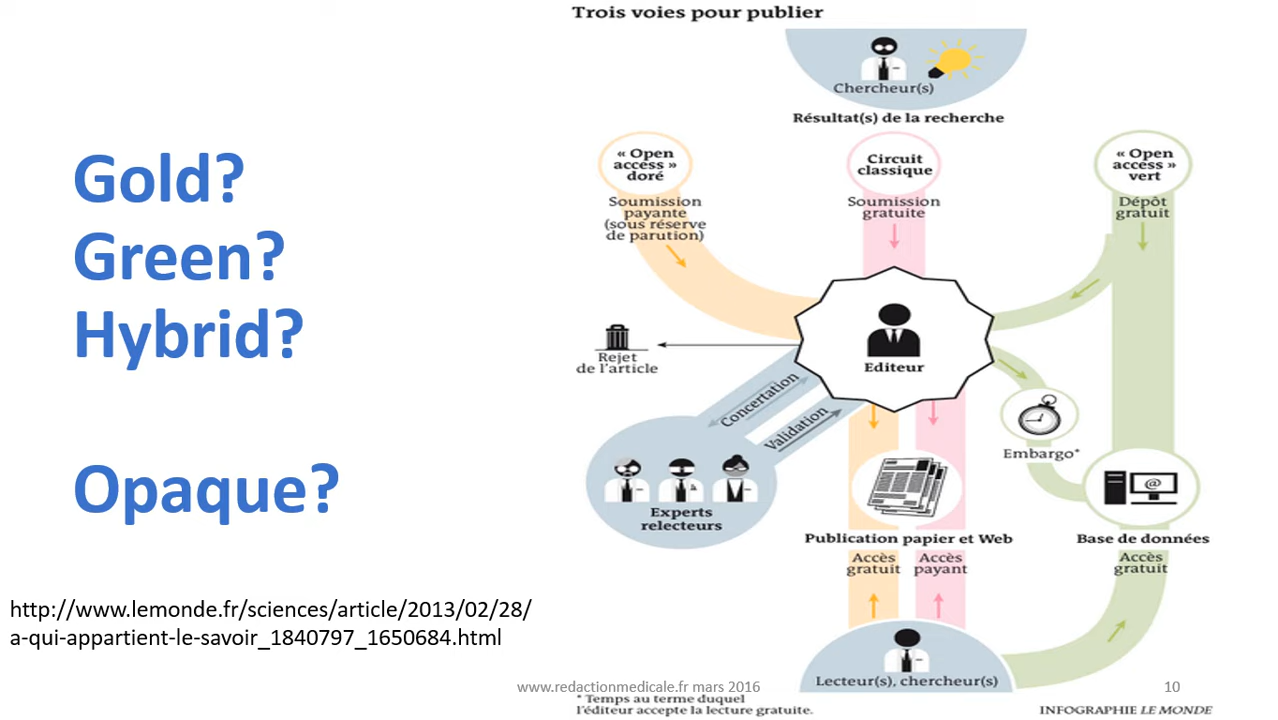 Trois voies pour publier
Chercheur(s)
Résultat(s) de la recherche
Gold?
Green?
Hybrid?
Opaque?
http://www.lemonde.fr/sciences/article/2013/02/28/
a-qui-appartient-le-savoir_1840797_1650684.html
« Open
access »
doré
Soumission
payante
(sous réserve
de parution)
Circuit
classique
Soumission
gratuite
« Open
access »
vert
Dépôt
gratuit
Editeur
Rejet
de l'article
Concertation
Validation
Experts
relecteurs
Embargo*
@
Publication papier et Web
Base de données
Accès
gratuit
Accès
payant
Accès
gratuit
Lecteur(s), chercheur(s)
www.redactionmedicale.fr mars 2016
10
* Temps au terme duquel
l'éditeur accepte la lecture gratuite.
INFOGRAPHIE LE MONDE